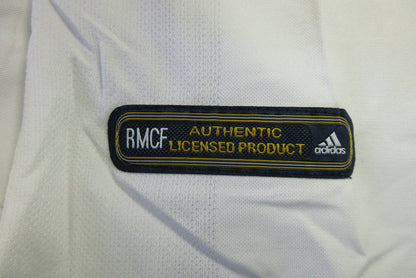 RMCF
AUTHENTIC
LICENSED PRODUCT
adidas